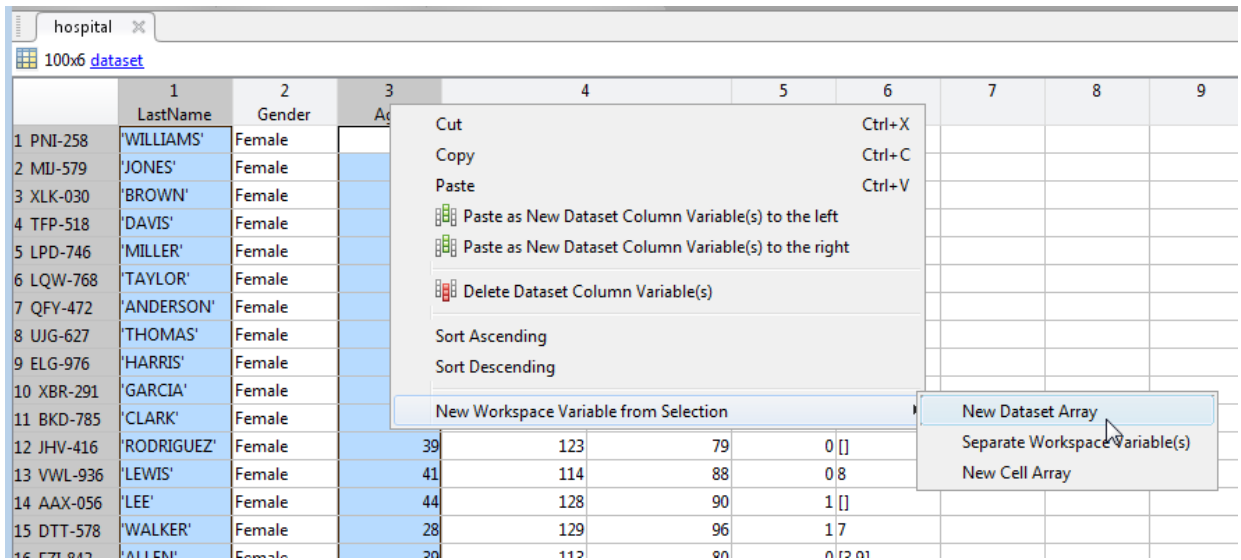 hospital
100x6 dataset
1 2 3 4 5 6 7 8 9
LastName Gender
1 PNI-258 'WILLIAMS' Female
Cut Ctrl+X
2 MIJ-579 'JONES' Female
Copy Ctrl+C
3 XLK-030 'BROWN' Female
Paste Ctrl+V
4 TFP-518 'DAVIS' Female
Paste as New Dataset Column Variable(s) to the left
5 LPD-746 'MILLER' Female
Paste as New Dataset Column Variable(s) to the right
6 LQW-768 'TAYLOR' Female
7 QFY-472 'ANDERSON' Female
Delete Dataset Column Variable(s)
8 UJG-627 'THOMAS' Female
Sort Ascending
9 ELG-976 'HARRIS' Female
Sort Descending
10 XBR-291 'GARCIA' Female
11 BKD-785 'CLARK' Female
New Workspace Variable from Selection
New Dataset Array
12 JHV-416 'RODRIGUEZ' Female 39 123 79 0 []
Separate Workspace Variable(s)
13 VWL-936 'LEWIS' Female 41 114 88 0 8
New Cell Array
14 AAX-056 'LEE' Female 44 128 90 1 []
15 DTT-578 'WALKER' Female 28 129 96 1 7